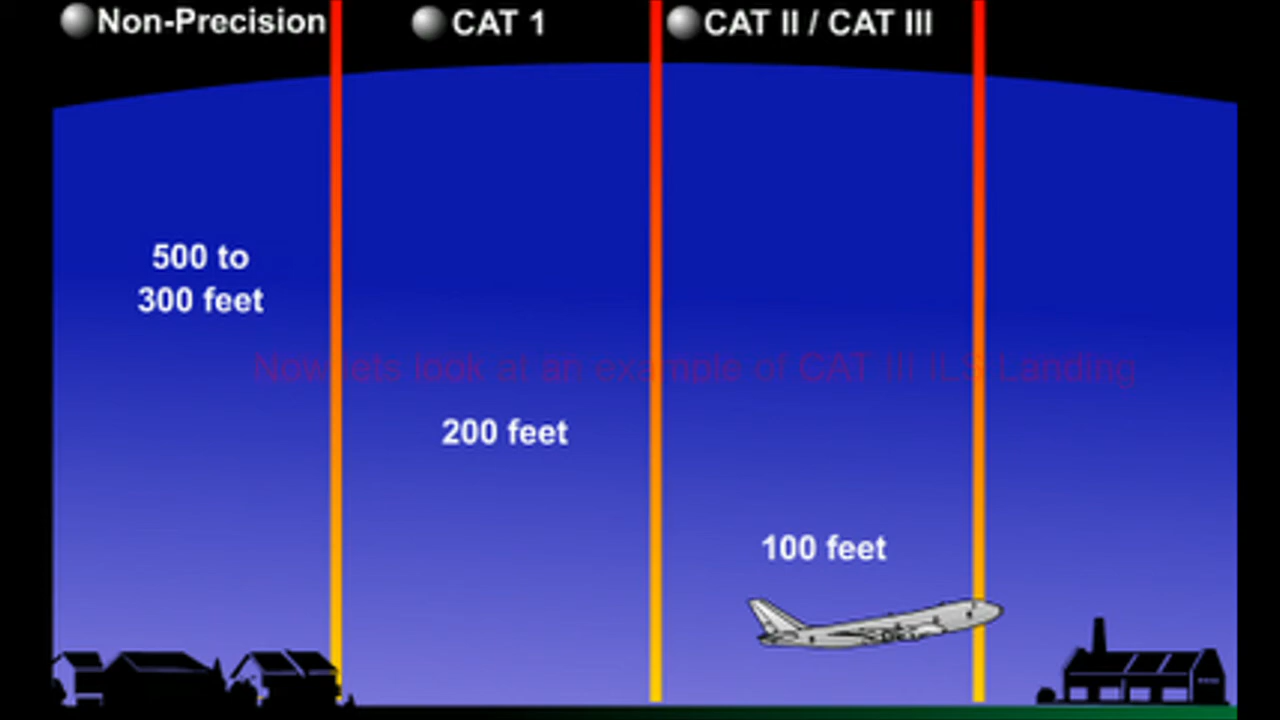 Non-Precision
CAT 1
CAT II / CAT III
500 to
300 feet
Now lets look at an example of CAT III ILS Landing
200 feet
100 feet